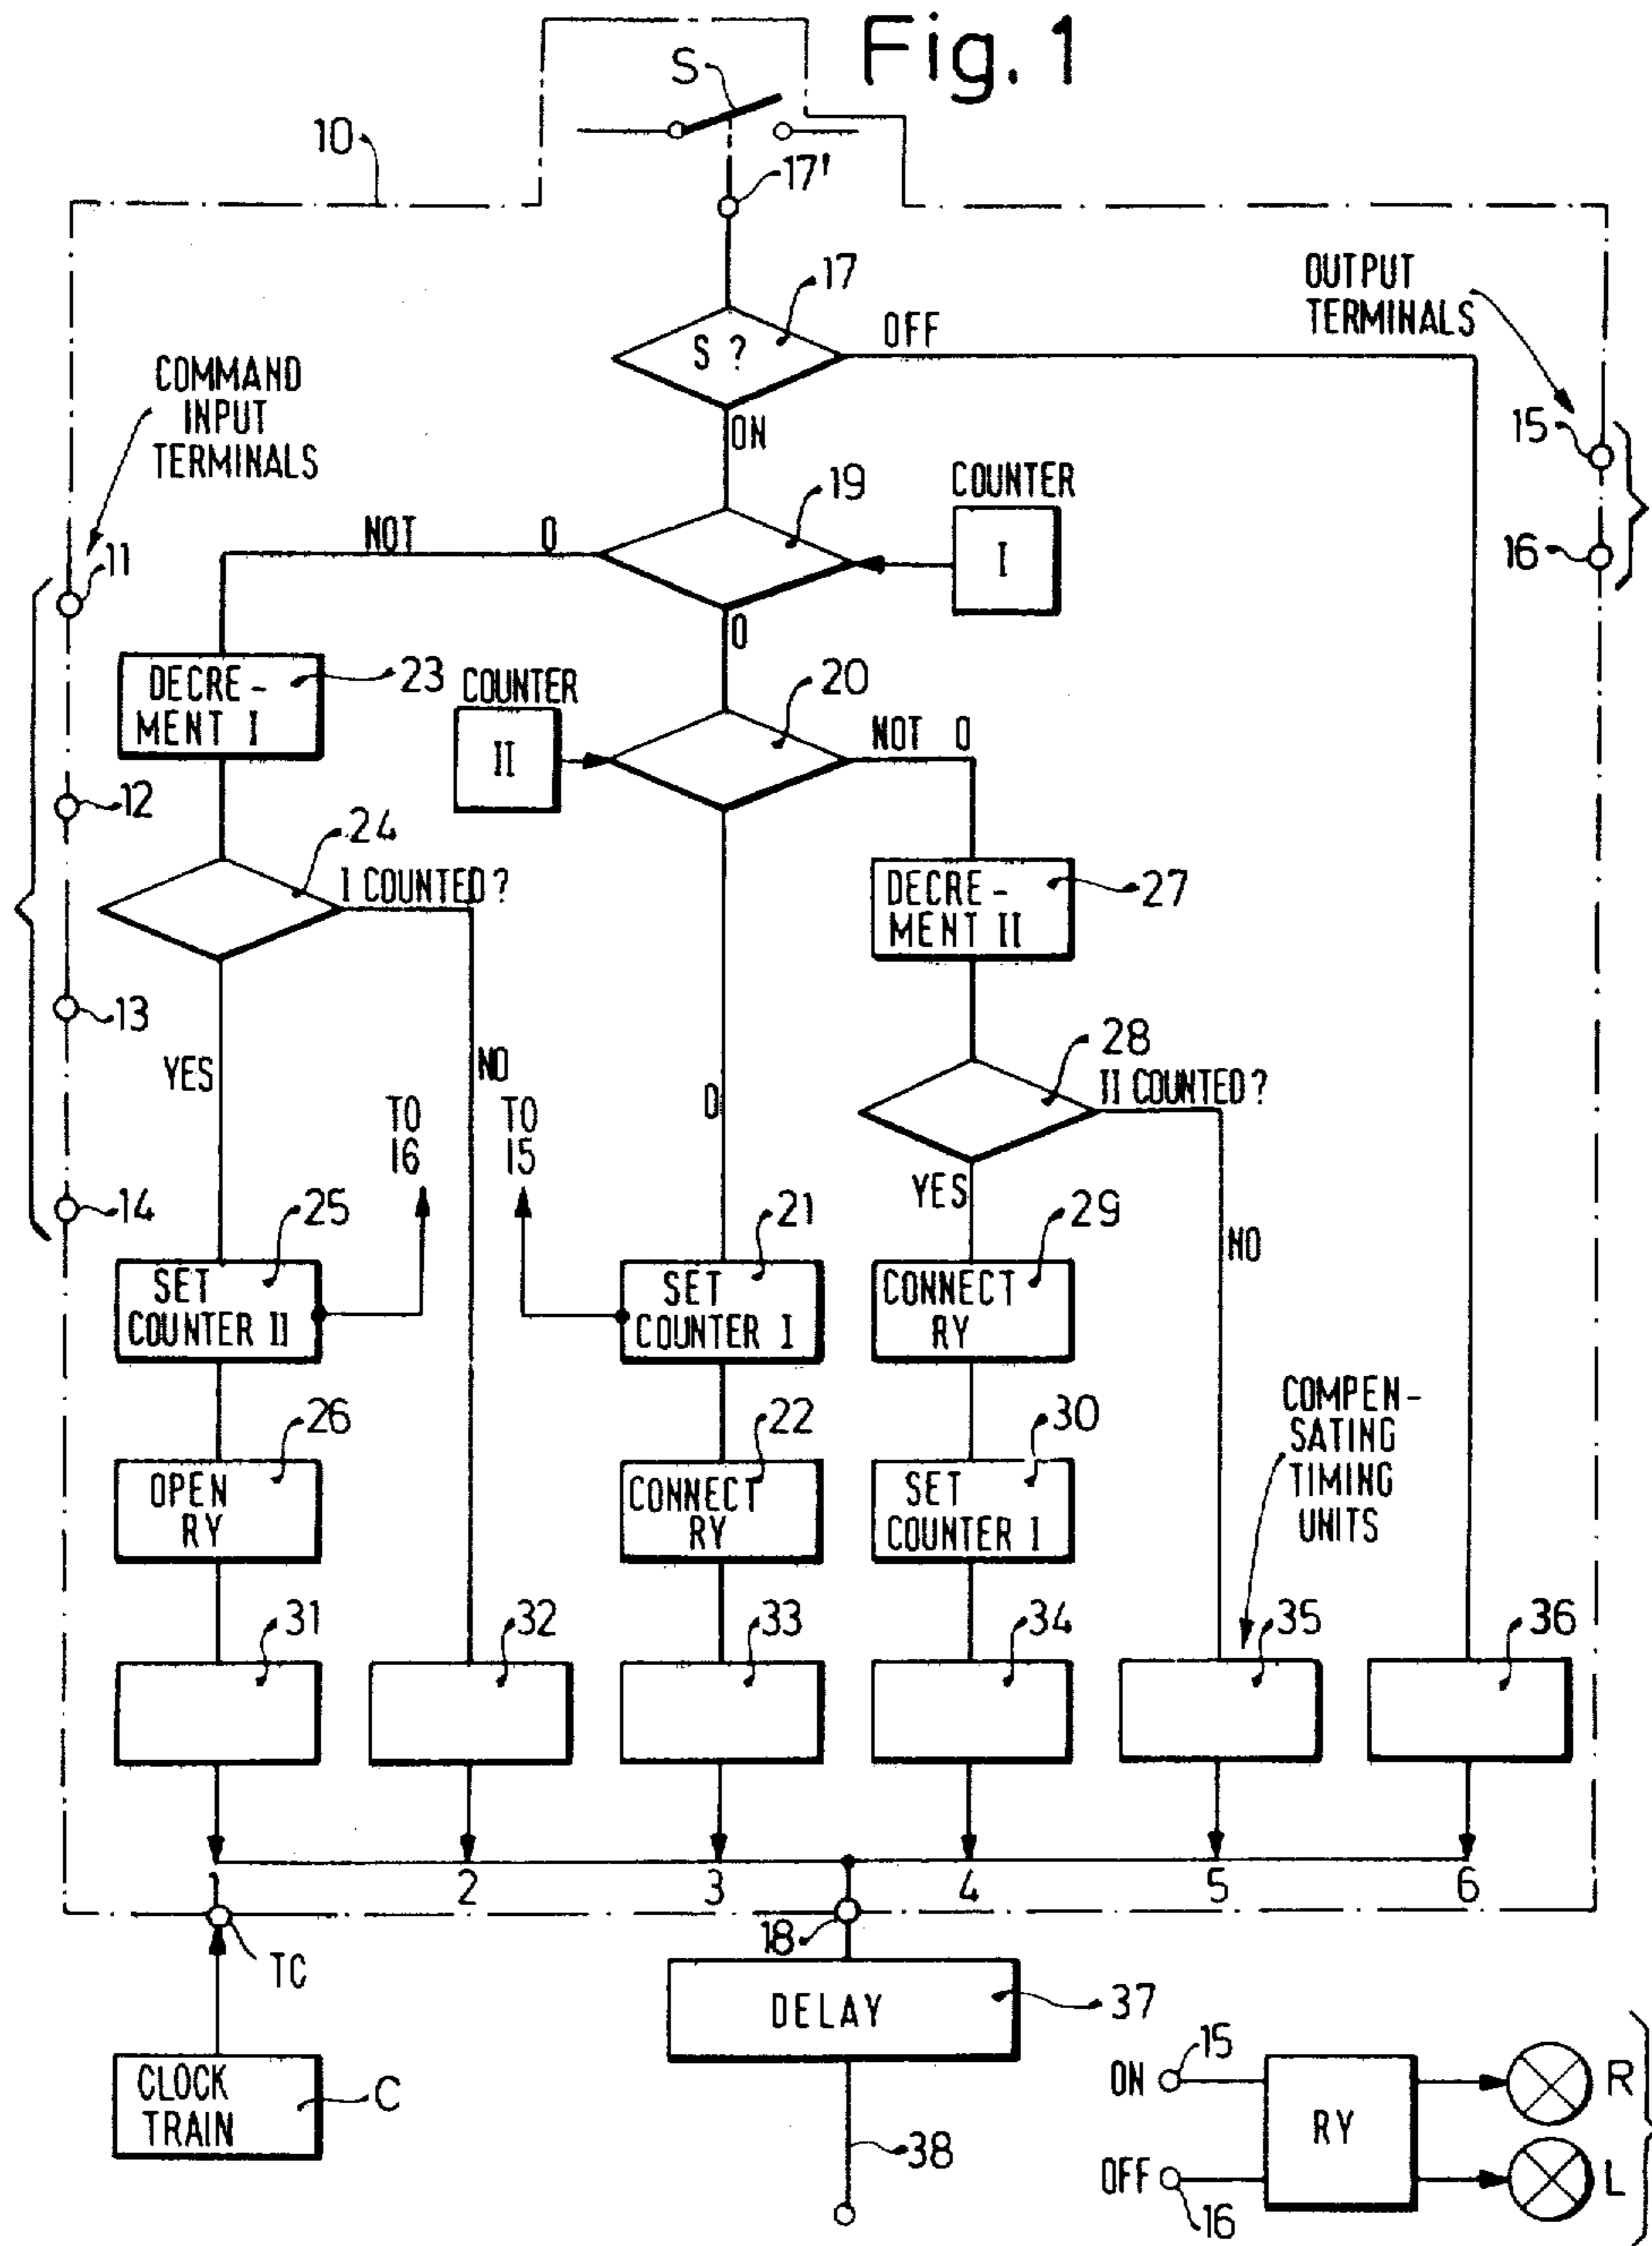 Fig. 1
S
10
17'
17
S ?
OFF
ON
OUTPUT
TERMINALS
15
16
COMMAND
INPUT
TERMINALS
11
12
13
14
19
COUNTER
I
NOT 0
0
DECRE-
MENT I
23
COUNTER
II
20
NOT 0
24
I COUNTED?
DECRE-
MENT II
27
28
II COUNTED?
YES
NO
TO
16
TO
15
0
YES
NO
25
SET
COUNTER II
21
SET
COUNTER I
29
CONNECT
RY
26
OPEN
RY
22
CONNECT
RY
30
SET
COUNTER I
COMPEN-
SATING
TIMING
UNITS
31
32
33
34
35
36
1
2
3
4
5
6
TC
18
DELAY
37
CLOCK
TRAIN
C
38
ON
15
RY
R
OFF
16
L